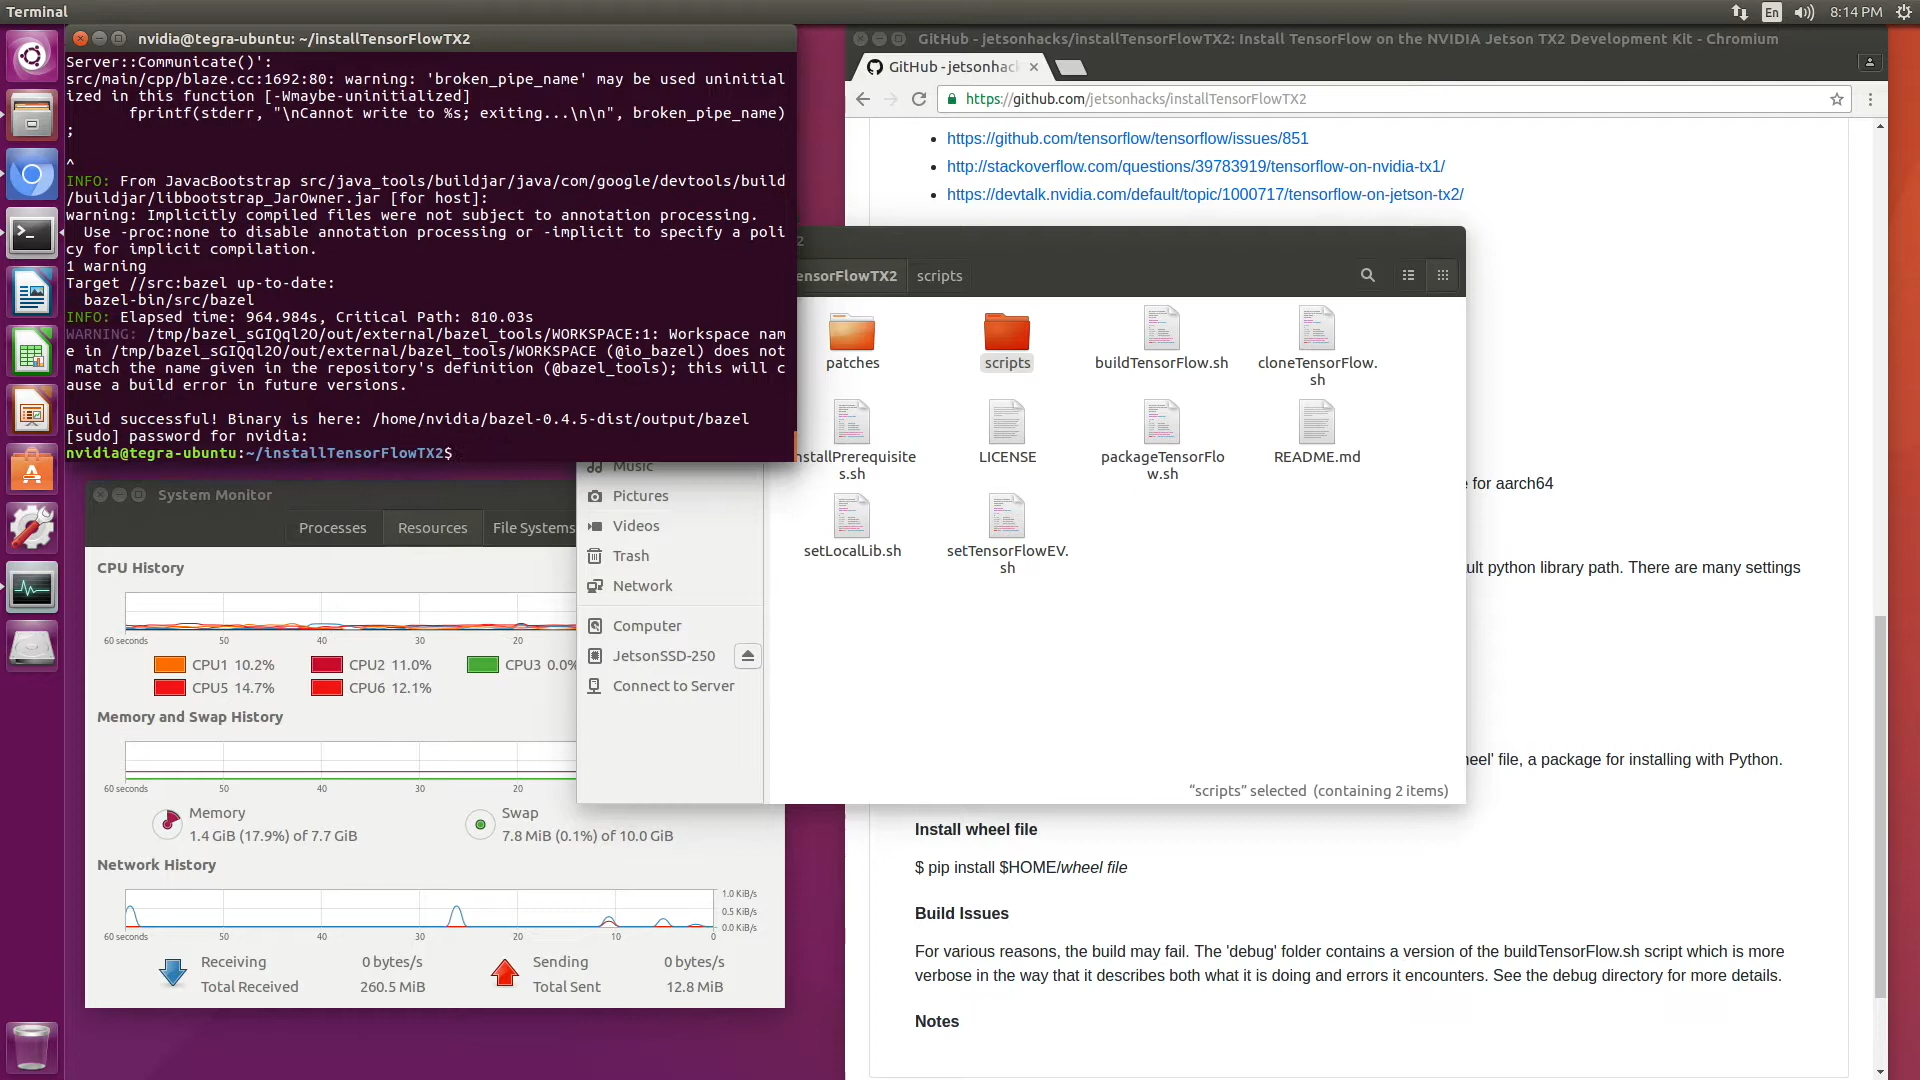 Terminal
En
8:14 PM
nvidia@tegra-ubuntu: ~/installTensorFlowTX2
Server::Communicate()':
src/main/cpp/blaze.cc:1692:80: warning: 'broken_pipe_name' may be used uninitial
ized in this function [-Wmaybe-uninitialized]
fprintf(stderr, "\nCannot write to %s; exiting...\n\n", broken_pipe_name)
;
^
INFO: From JavacBootstrap src/java_tools/buildjar/java/com/google/devtools/build
/buildjar/libbootstrap_JarOwner.jar [for host]:
warning: Implicitly compiled files were not subject to annotation processing.
Use -proc:none to disable annotation processing or -implicit to specify a poli
cy for implicit compilation.
1 warning
Target //src:bazel up-to-date:
bazel-bin/src/bazel
INFO: Elapsed time: 964.984s, Critical Path: 810.03s
WARNING: /tmp/bazel_sGIQql2O/out/external/bazel_tools/WORKSPACE:1: Workspace nam
e in /tmp/bazel_sGIQql2O/out/external/bazel_tools/WORKSPACE (@io_bazel) does not
match the name given in the repository's definition (@bazel_tools); this will c
ause a build error in future versions.
Build successful! Binary is here: /home/nvidia/bazel-0.4.5-dist/output/bazel
[sudo] password for nvidia:
nvidia@tegra-ubuntu:~/installTensorFlowTX2$
GitHub - jetsonhacks/installTensorFlowTX2: Install TensorFlow on the NVIDIA Jetson TX2 Development Kit - Chromium
GitHub - jetsonhac
https://github.com/jetsonhacks/installTensorFlowTX2
https://github.com/tensorflow/tensorflow/issues/851
http://stackoverflow.com/questions/39783919/tensorflow-on-nvidia-tx1/
https://devtalk.nvidia.com/default/topic/1000717/tensorflow-on-jetson-tx2/
2
ensorFlowTX2
scripts
patches
scripts
buildTensorFlow.sh
cloneTensorFlow.
sh
nstallPrerequisite
s.sh
LICENSE
packageTensorFlo
w.sh
README.md
setLocalLib.sh
setTensorFlowEV.
sh
Music
Pictures
Videos
Trash
Network
Computer
JetsonSSD-250
Connect to Server
"scripts" selected (containing 2 items)
e for aarch64
ult python library path. There are many settings
eel' file, a package for installing with Python.
Install wheel file
$ pip install $HOME/wheel file
Build Issues
For various reasons, the build may fail. The 'debug' folder contains a version of the buildTensorFlow.sh script which is more
verbose in the way that it describes both what it is doing and errors it encounters. See the debug directory for more details.
Notes
System Monitor
Processes
Resources
File Systems
CPU History
60 seconds 50 40 30 20
CPU1 10.2%
CPU2 11.0%
CPU3 0.0%
CPU5 14.7%
CPU6 12.1%
Memory and Swap History
60 seconds 50 40 30 20
Memory
1.4 GiB (17.9%) of 7.7 GiB
Swap
7.8 MiB (0.1%) of 10.0 GiB
Network History
1.0 KiB/s
0.5 KiB/s
0.0 KiB/s
60 seconds 50 40 30 20 10 0
Receiving 0 bytes/s
Total Received 260.5 MiB
Sending 0 bytes/s
Total Sent 12.8 MiB